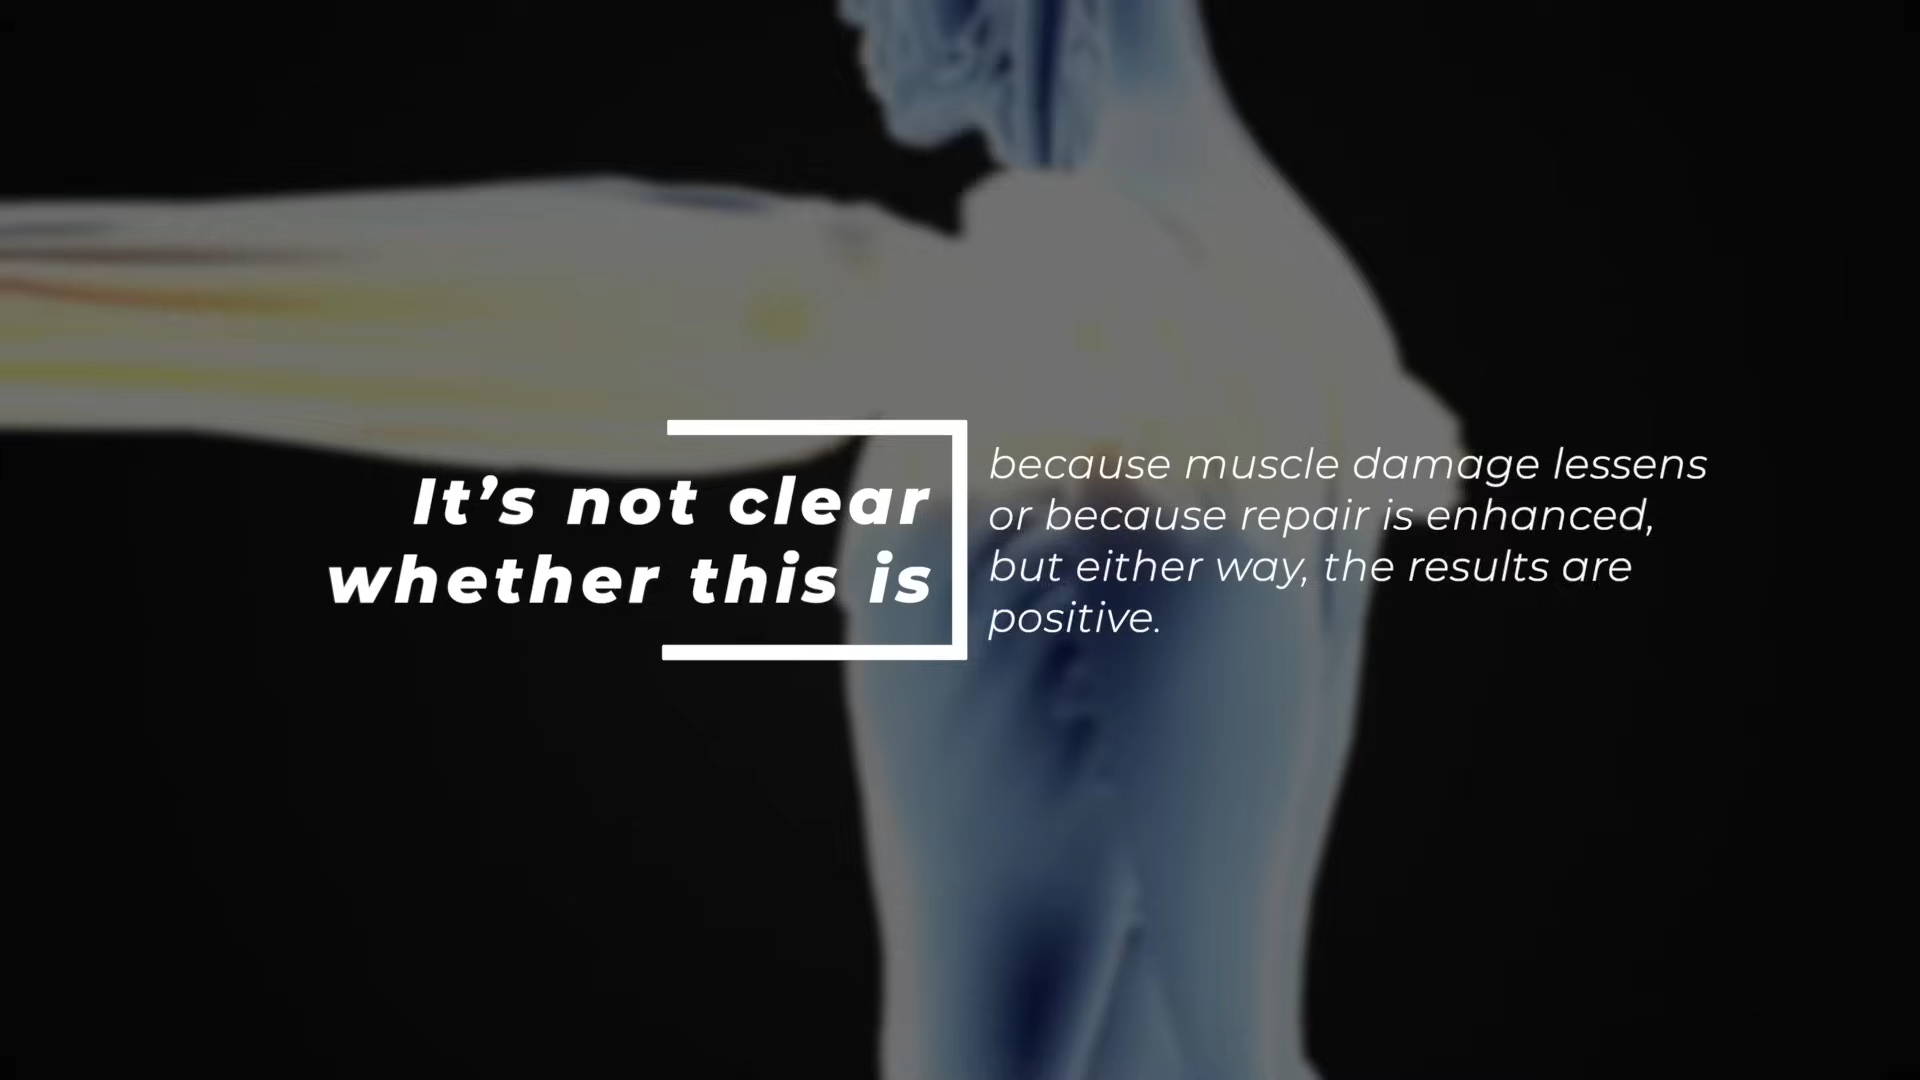 It’s not clear
whether this is
because muscle damage lessens
or because repair is enhanced,
but either way, the results are
positive.